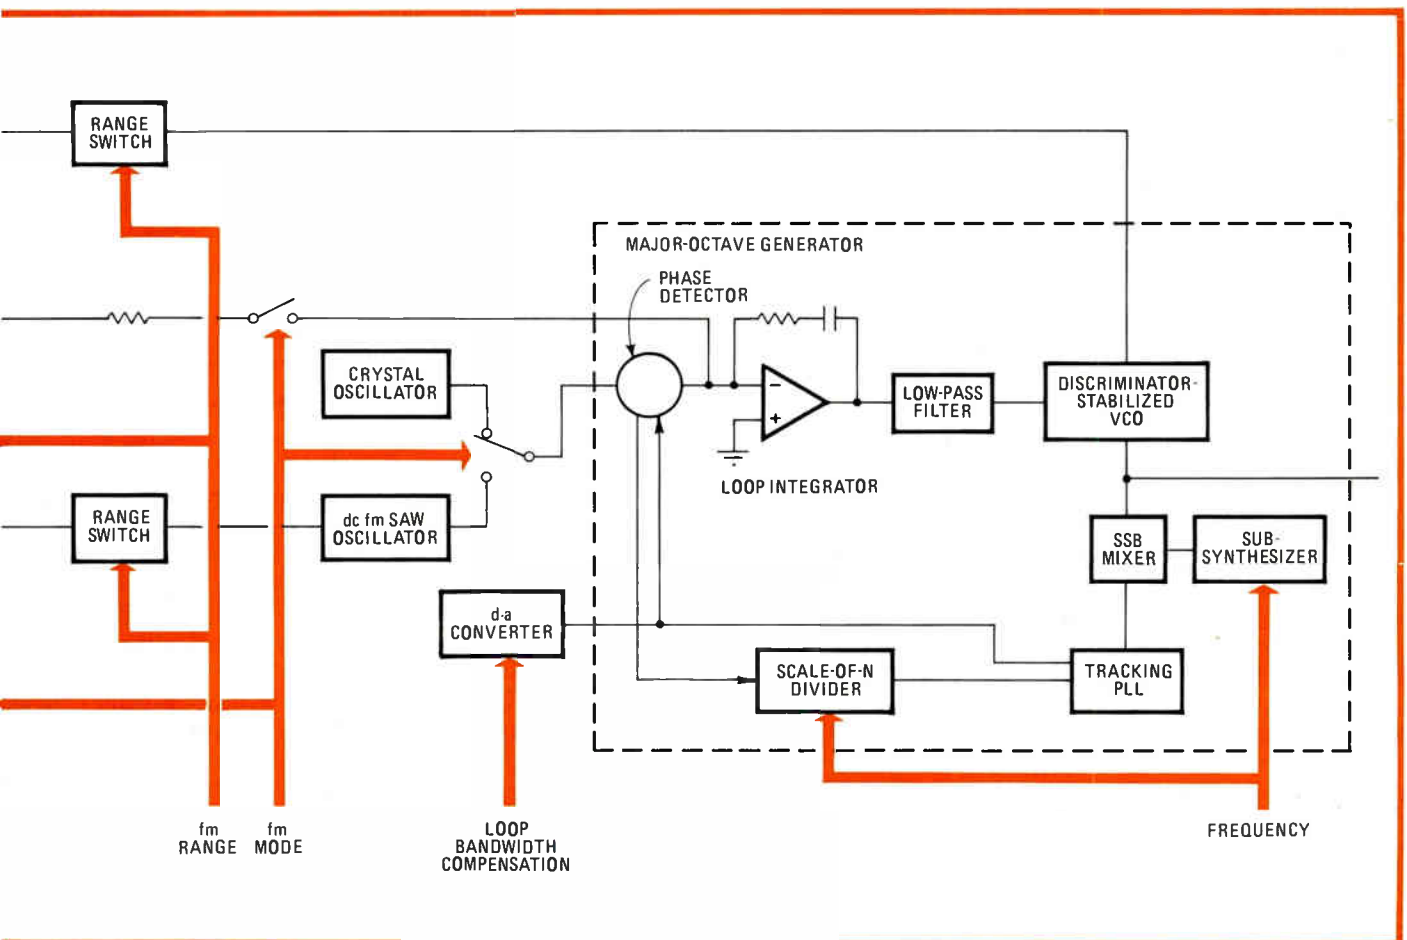 RANGE
SWITCH
MAJOR-OCTAVE GENERATOR
PHASE
DETECTOR
CRYSTAL
OSCILLATOR
−
+
LOW-PASS
FILTER
DISCRIMINATOR-
STABILIZED
VCO
LOOP INTEGRATOR
RANGE
SWITCH
dc fm SAW
OSCILLATOR
SSB
MIXER
SUB-
SYNTHESIZER
d-a
CONVERTER
SCALE-OF-N
DIVIDER
TRACKING
PLL
fm
RANGE
fm
MODE
LOOP
BANDWIDTH
COMPENSATION
FREQUENCY